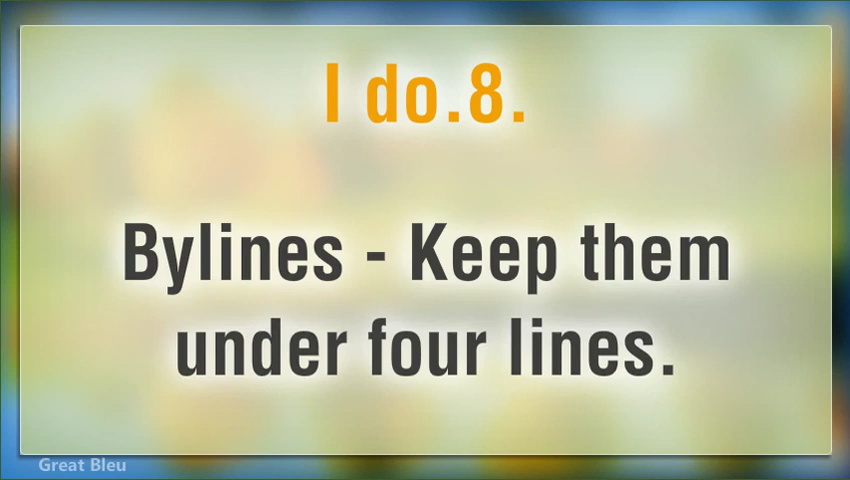 I do.8.
Bylines - Keep them
under four lines.
Great Bleu